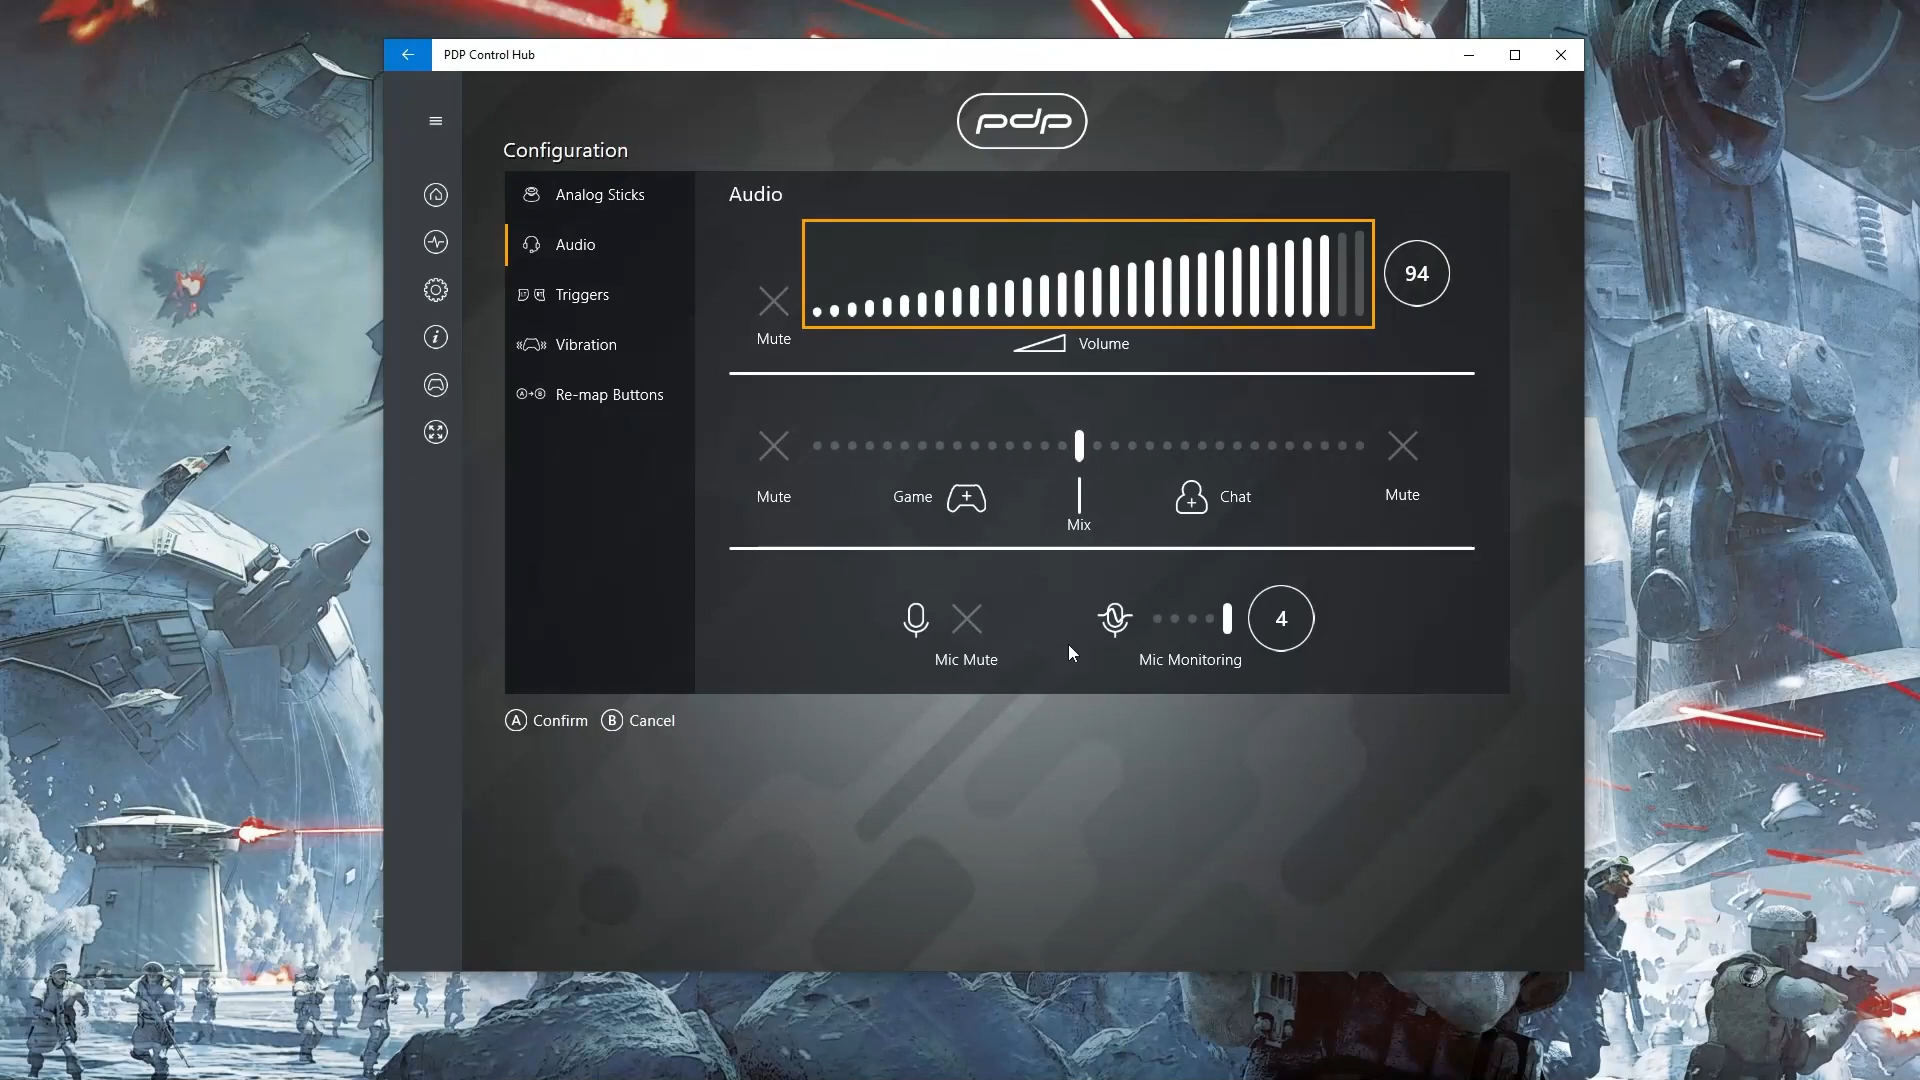 PDP Control Hub
pdp
Configuration
Analog Sticks
Audio
Triggers
Vibration
A→B Re-map Buttons
Audio
94
Mute
Volume
Mute
Game
Mix
Chat
Mute
Mic Mute
Mic Monitoring
4
A Confirm B Cancel